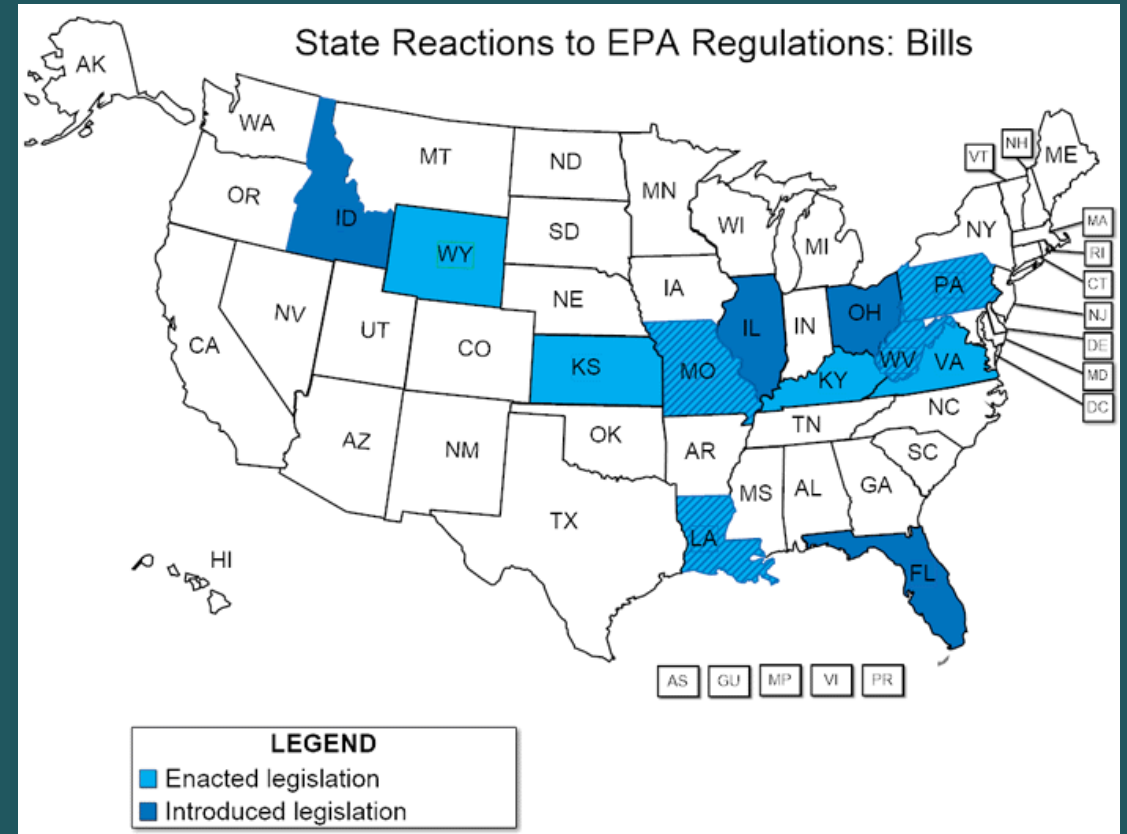 State Reactions to EPA Regulations: Bills
AK
WA
MT
ND
MN
VT
NH
ME
OR
ID
SD
WI
MI
NY
MA
WY
RI
IA
PA
CT
NE
NV
UT
CO
IL
IN
OH
NJ
CA
KS
MO
KY
WV
VA
DE
MD
DC
AZ
NM
OK
AR
TN
NC
SC
TX
MS
AL
GA
LA
HI
FL
AS
GU
MP
VI
PR
LEGEND
Enacted legislation
Introduced legislation